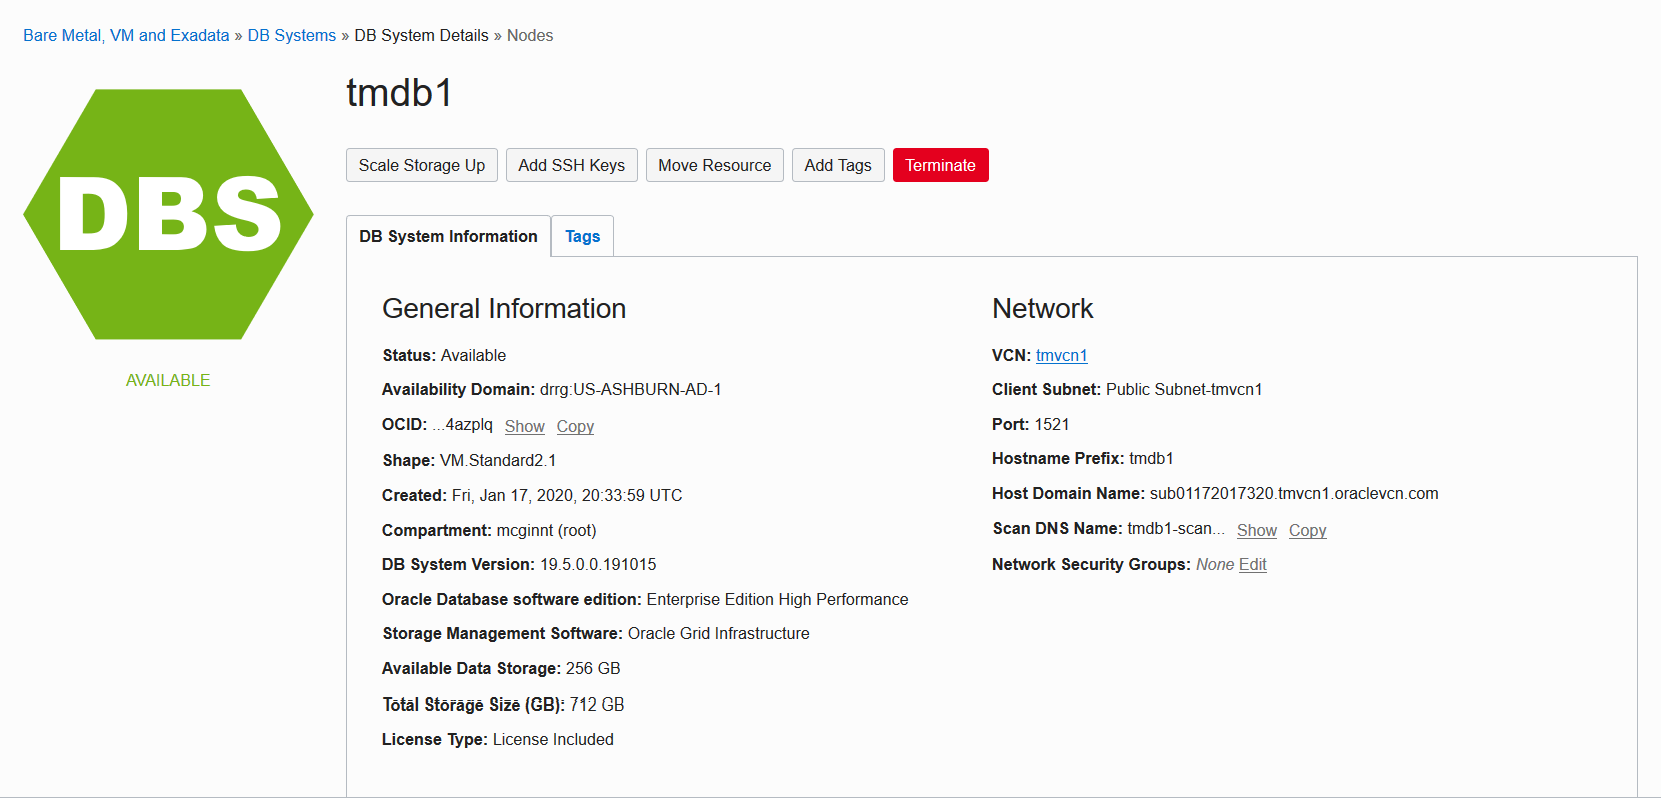 Bare Metal, VM and Exadata » DB Systems » DB System Details » Nodes
DBS
AVAILABLE
tmdb1
Scale Storage Up Add SSH Keys Move Resource Add Tags Terminate
DB System Information Tags
General Information
Status: Available
Availability Domain: drrg:US-ASHBURN-AD-1
OCID: ...4azplq Show Copy
Shape: VM.Standard2.1
Created: Fri, Jan 17, 2020, 20:33:59 UTC
Compartment: mcginnt (root)
DB System Version: 19.5.0.0.191015
Oracle Database software edition: Enterprise Edition High Performance
Storage Management Software: Oracle Grid Infrastructure
Available Data Storage: 256 GB
Total Storage Size (GB): 712 GB
License Type: License Included
Network
VCN: tmvcn1
Client Subnet: Public Subnet-tmvcn1
Port: 1521
Hostname Prefix: tmdb1
Host Domain Name: sub01172017320.tmvcn1.oraclevcn.com
Scan DNS Name: tmdb1-scan... Show Copy
Network Security Groups: None Edit